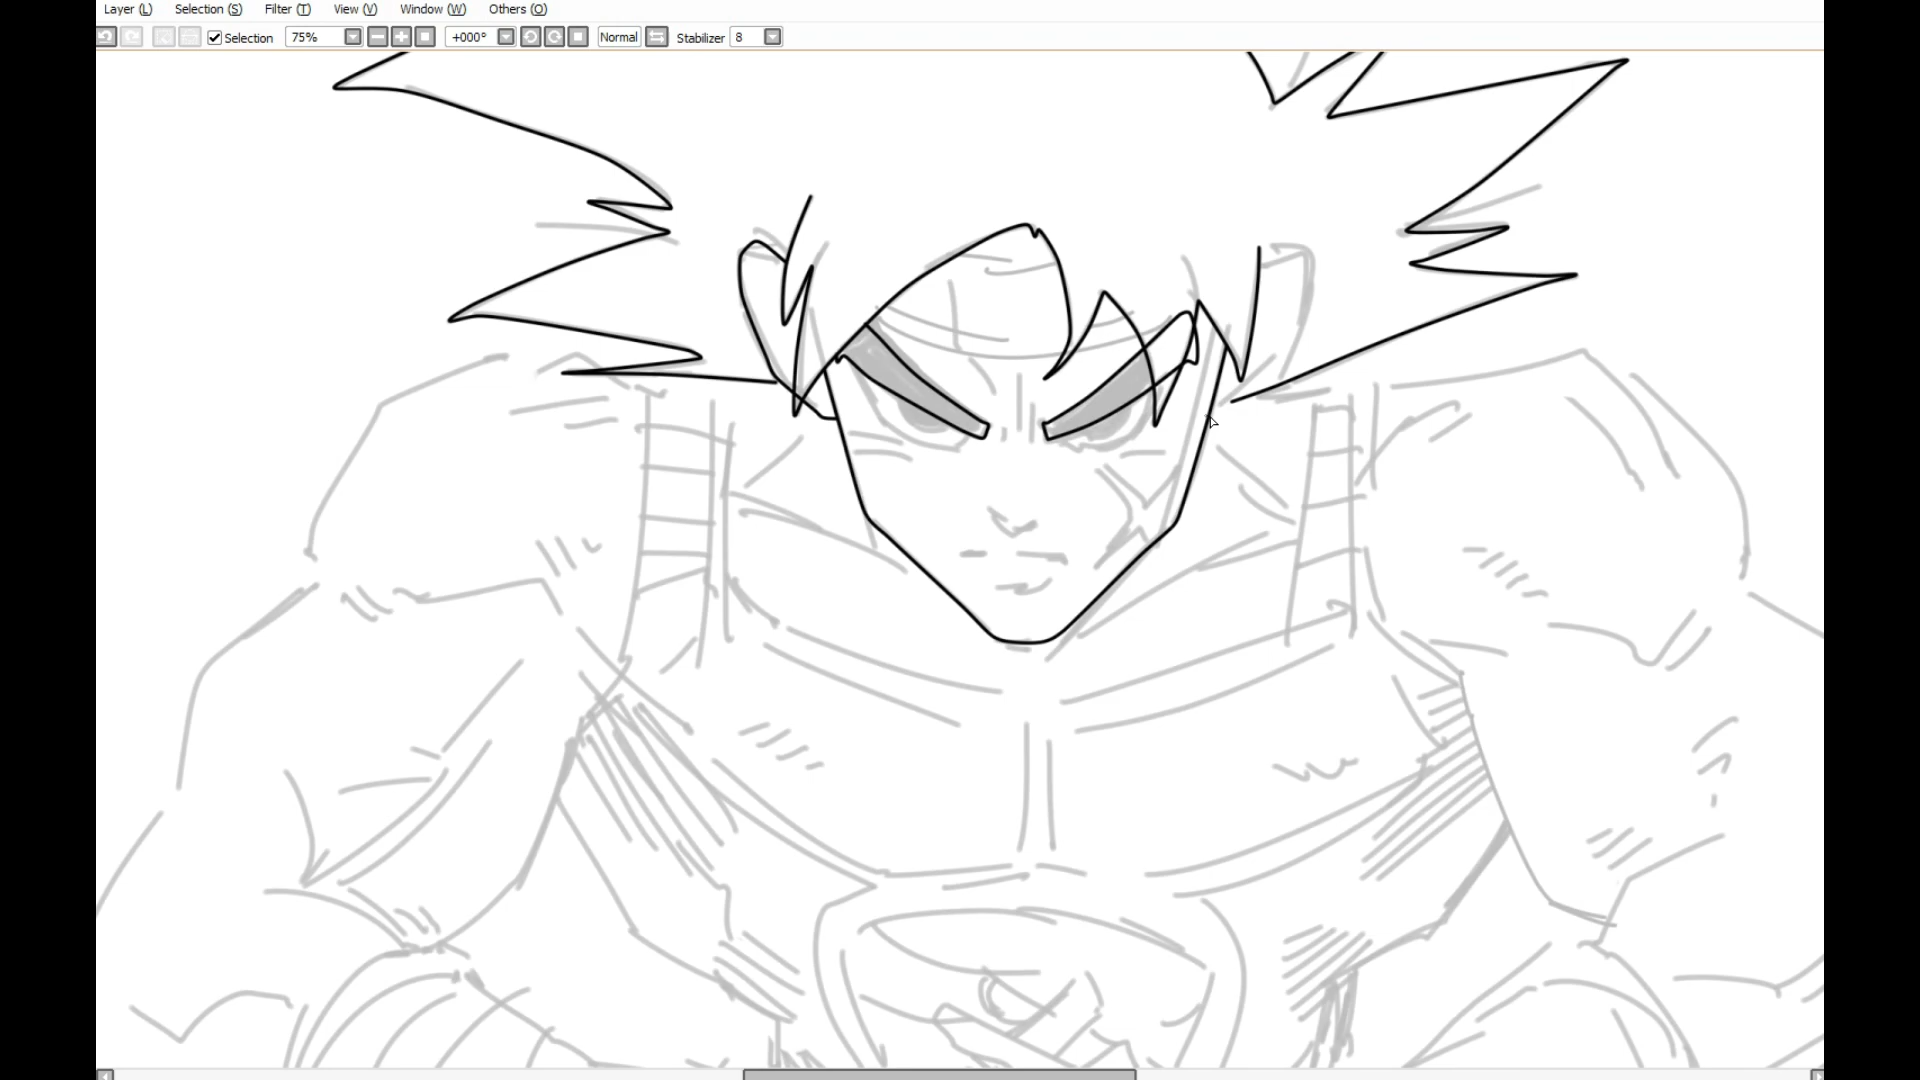 Layer (L) Selection (S) Filter (T) View (V) Window (W) Others (O)
Selection 75% +000° Normal Stabilizer 8